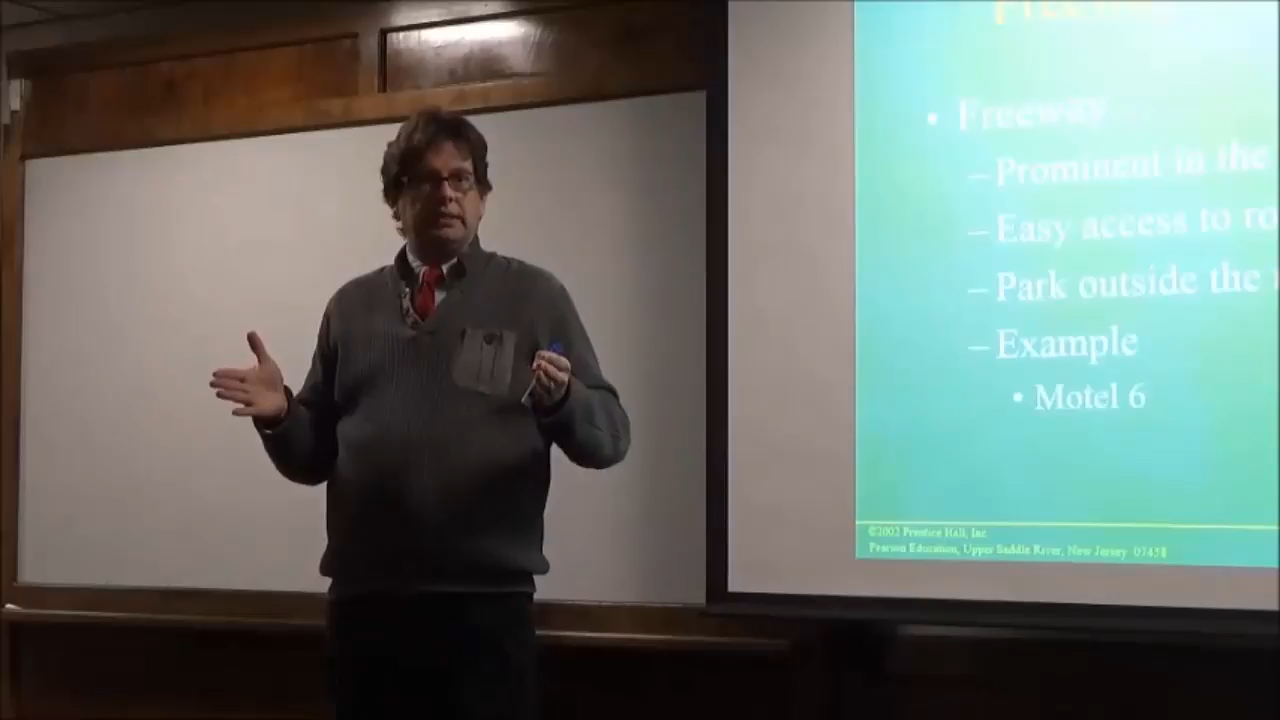 • Freeway
– Prominent in the
– Easy access to ro
– Park outside the
– Example
• Motel 6
©2002 Prentice Hall, Inc
Pearson Education, Upper Saddle River, New Jersey 07458